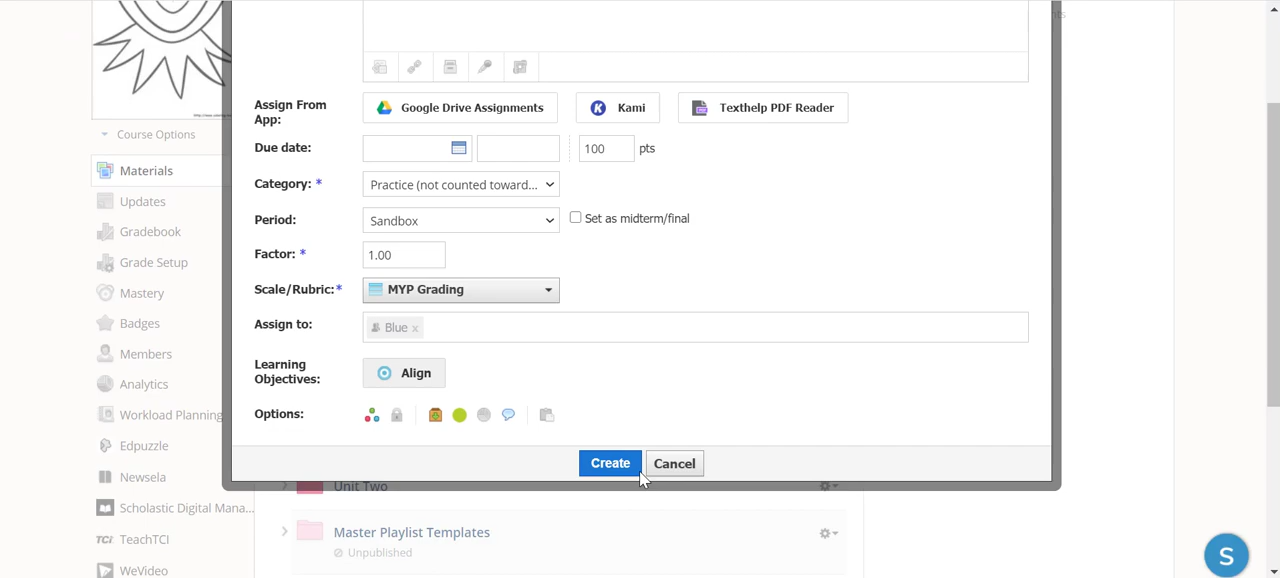 Assign From
App:
Google Drive Assignments
Kami
Texthelp PDF Reader
Due date:
100
pts
Category: *
Practice (not counted toward...
Period:
Sandbox
Set as midterm/final
Factor: *
1.00
Scale/Rubric:*
MYP Grading
Assign to:
Blue x
Learning
Objectives:
Align
Options:
Create
Cancel
Course Options
Materials
Updates
Gradebook
Grade Setup
Mastery
Badges
Members
Analytics
Workload Planning
Edpuzzle
Newsela
Scholastic Digital Mana...
TCi TeachTCI
WeVideo
Unit Two
Master Playlist Templates
Unpublished
S